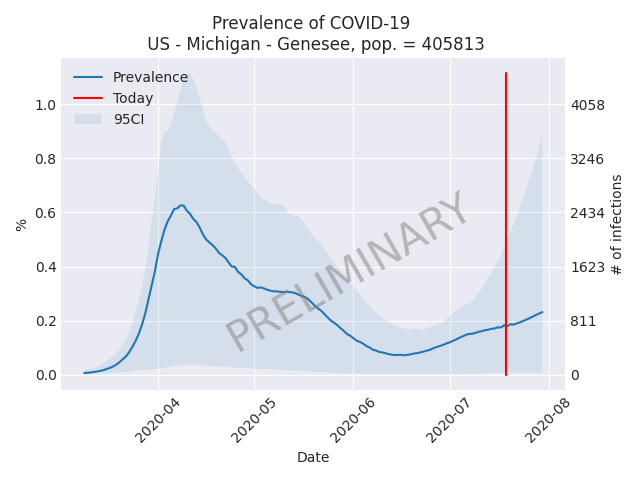 Prevalence of COVID-19
US - Michigan - Genesee, pop. = 405813
Prevalence
Today
95CI
PRELIMINARY
%
1.0
0.8
0.6
0.4
0.2
0.0
4058
3246
2434
1623
811
0
# of infections
2020-04
2020-05
2020-06
2020-07
2020-08
Date